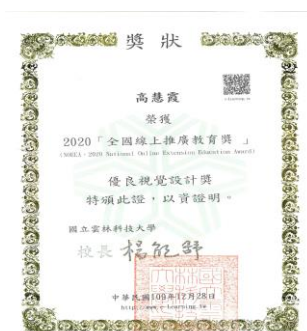 獎狀
高慧霞
榮獲
2020「全國線上推廣教育獎 」
(NOEEA - 2020 National Online Extension Education Award)
優良視覺設計獎
特頒此證，以資證明。
國立雲林科技大學
校長
中華民國109年12月28日